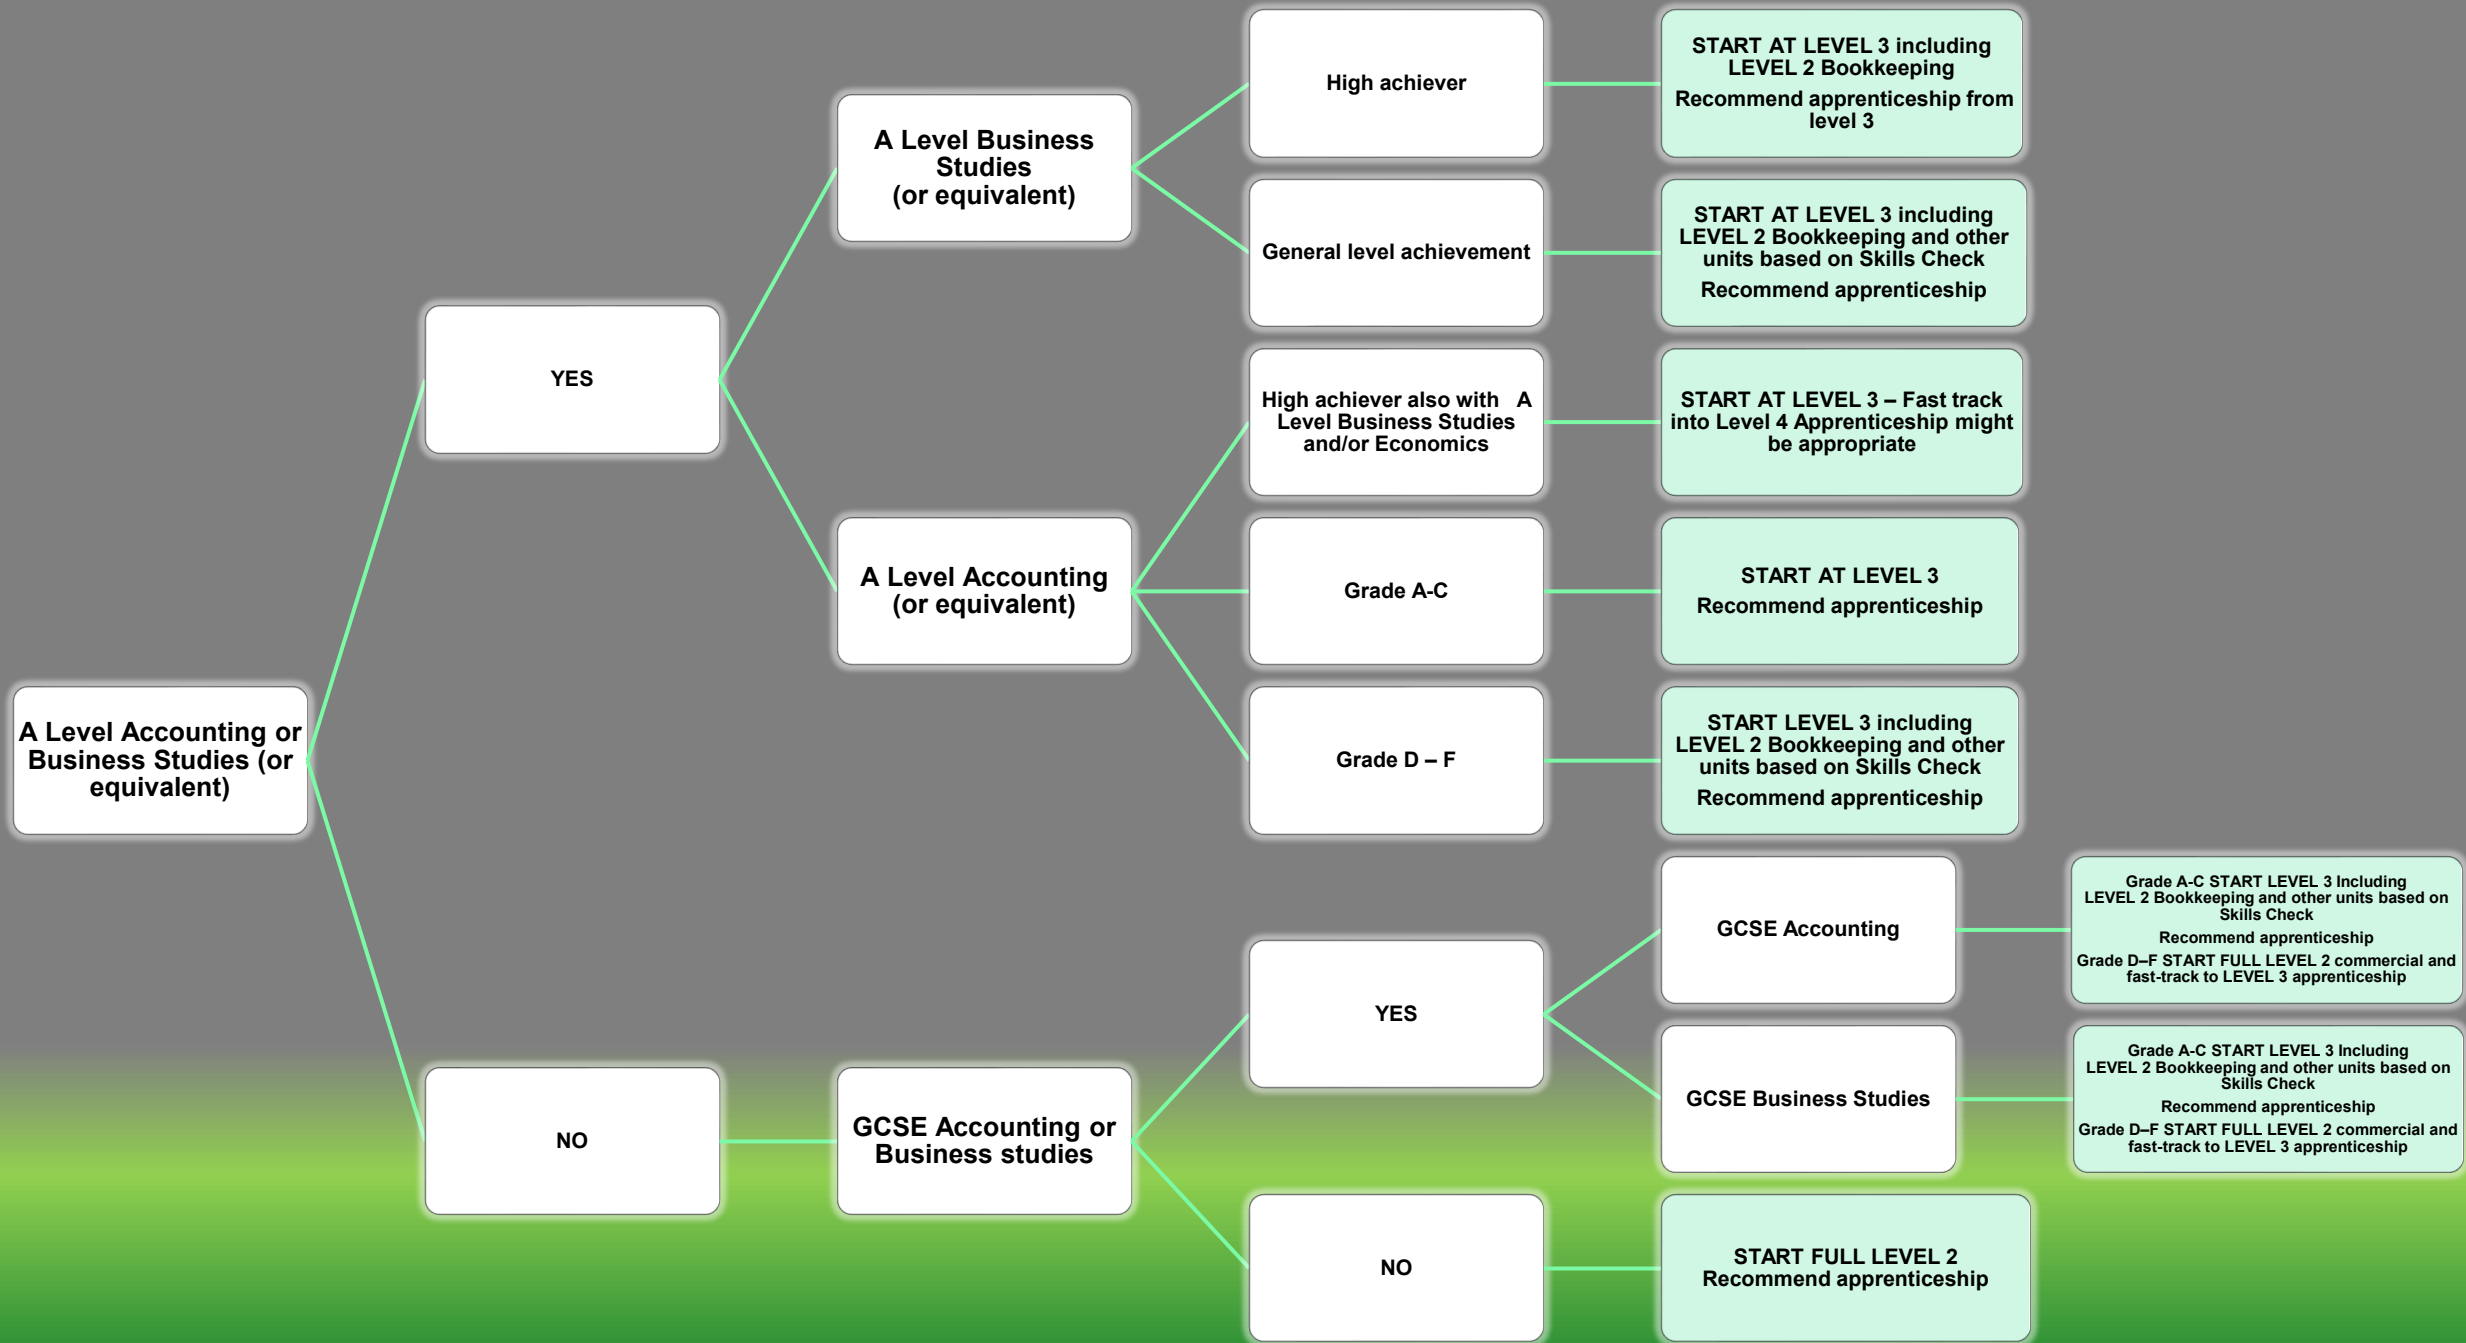 A Level Accounting or
Business Studies (or
equivalent)
YES
A Level Business
Studies
(or equivalent)
High achiever
START AT LEVEL 3 including
LEVEL 2 Bookkeeping
Recommend apprenticeship from
level 3
General level achievement
START AT LEVEL 3 including
LEVEL 2 Bookkeeping and other
units based on Skills Check
Recommend apprenticeship
A Level Accounting
(or equivalent)
High achiever also with A
Level Business Studies
and/or Economics
START AT LEVEL 3 – Fast track
into Level 4 Apprenticeship might
be appropriate
Grade A-C
START AT LEVEL 3
Recommend apprenticeship
Grade D – F
START LEVEL 3 including
LEVEL 2 Bookkeeping and other
units based on Skills Check
Recommend apprenticeship
NO
GCSE Accounting or
Business studies
YES
GCSE Accounting
Grade A-C START LEVEL 3 Including
LEVEL 2 Bookkeeping and other units based on
Skills Check
Recommend apprenticeship
Grade D–F START FULL LEVEL 2 commercial and
fast-track to LEVEL 3 apprenticeship
GCSE Business Studies
Grade A-C START LEVEL 3 Including
LEVEL 2 Bookkeeping and other units based on
Skills Check
Recommend apprenticeship
Grade D–F START FULL LEVEL 2 commercial and
fast-track to LEVEL 3 apprenticeship
NO
START FULL LEVEL 2
Recommend apprenticeship